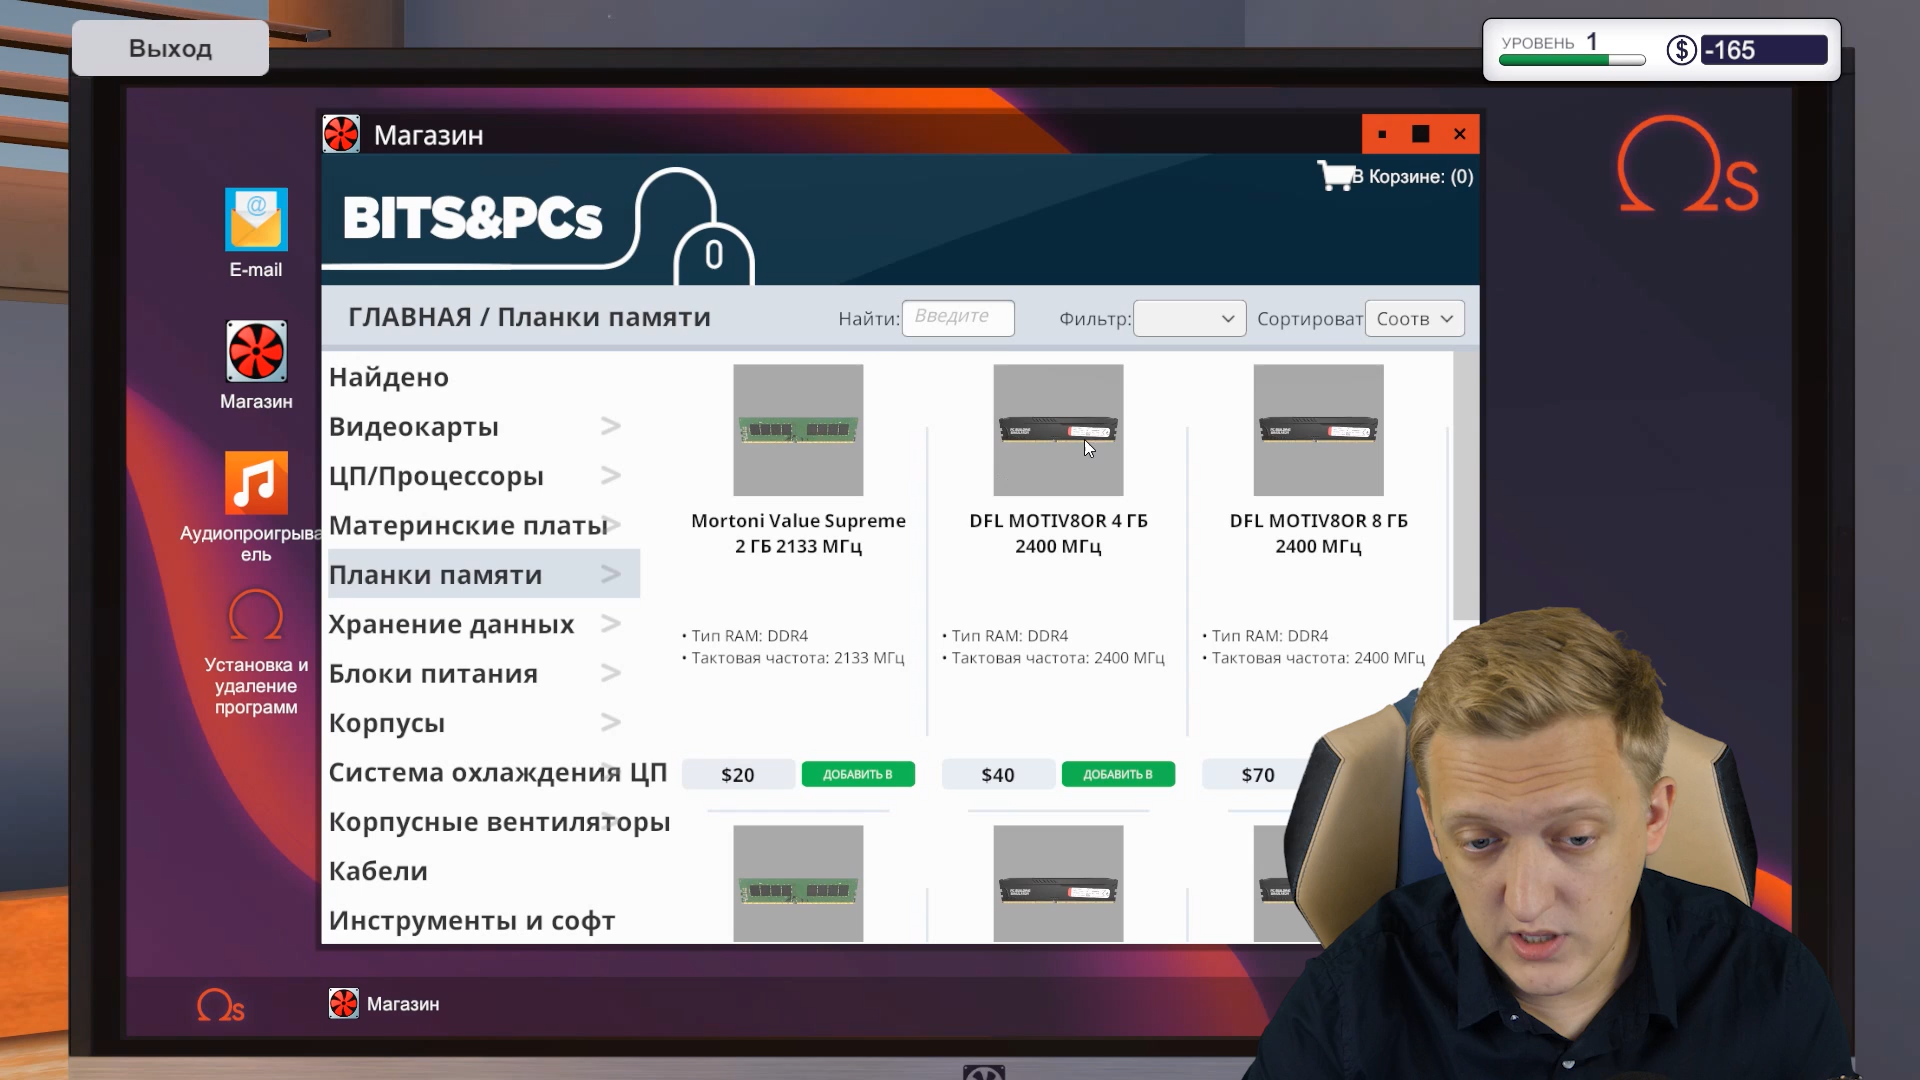 Выход
УРОВЕНЬ 1
$ -165
Магазин
В Корзине: (0)
BITS&PCs
Ωs
E-mail
Магазин
Аудиопроигрыва
ель
Установка и
удаление
программ
ГЛАВНАЯ / Планки памяти
Найти: Введите
Фильтр:
Сортироват Соотв
Найдено
Видеокарты >
ЦП/Процессоры >
Материнские платы >
Планки памяти >
Хранение данных >
Блоки питания >
Корпусы >
Система охлаждения ЦП
Корпусные вентиляторы
Кабели
Инструменты и софт
Mortoni Value Supreme
2 ГБ 2133 МГц
• Тип RAM: DDR4
• Тактовая частота: 2133 МГц
$20 ДОБАВИТЬ В
DFL MOTIV8OR 4 ГБ
2400 МГц
• Тип RAM: DDR4
• Тактовая частота: 2400 МГц
$40 ДОБАВИТЬ В
DFL MOTIV8OR 8 ГБ
2400 МГц
• Тип RAM: DDR4
• Тактовая частота: 2400 МГц
$70
Ωs
Магазин